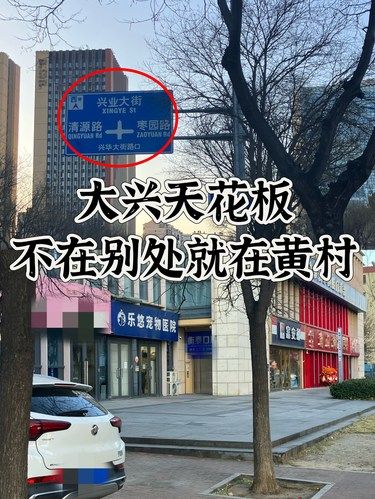 兴业大街
XINGYE St
清源路
QINGYUAN Rd
枣园路
ZAOYUAN Rd
兴华大街路口
大兴天花板
不在别处就在黄村
乐悠宠物医院